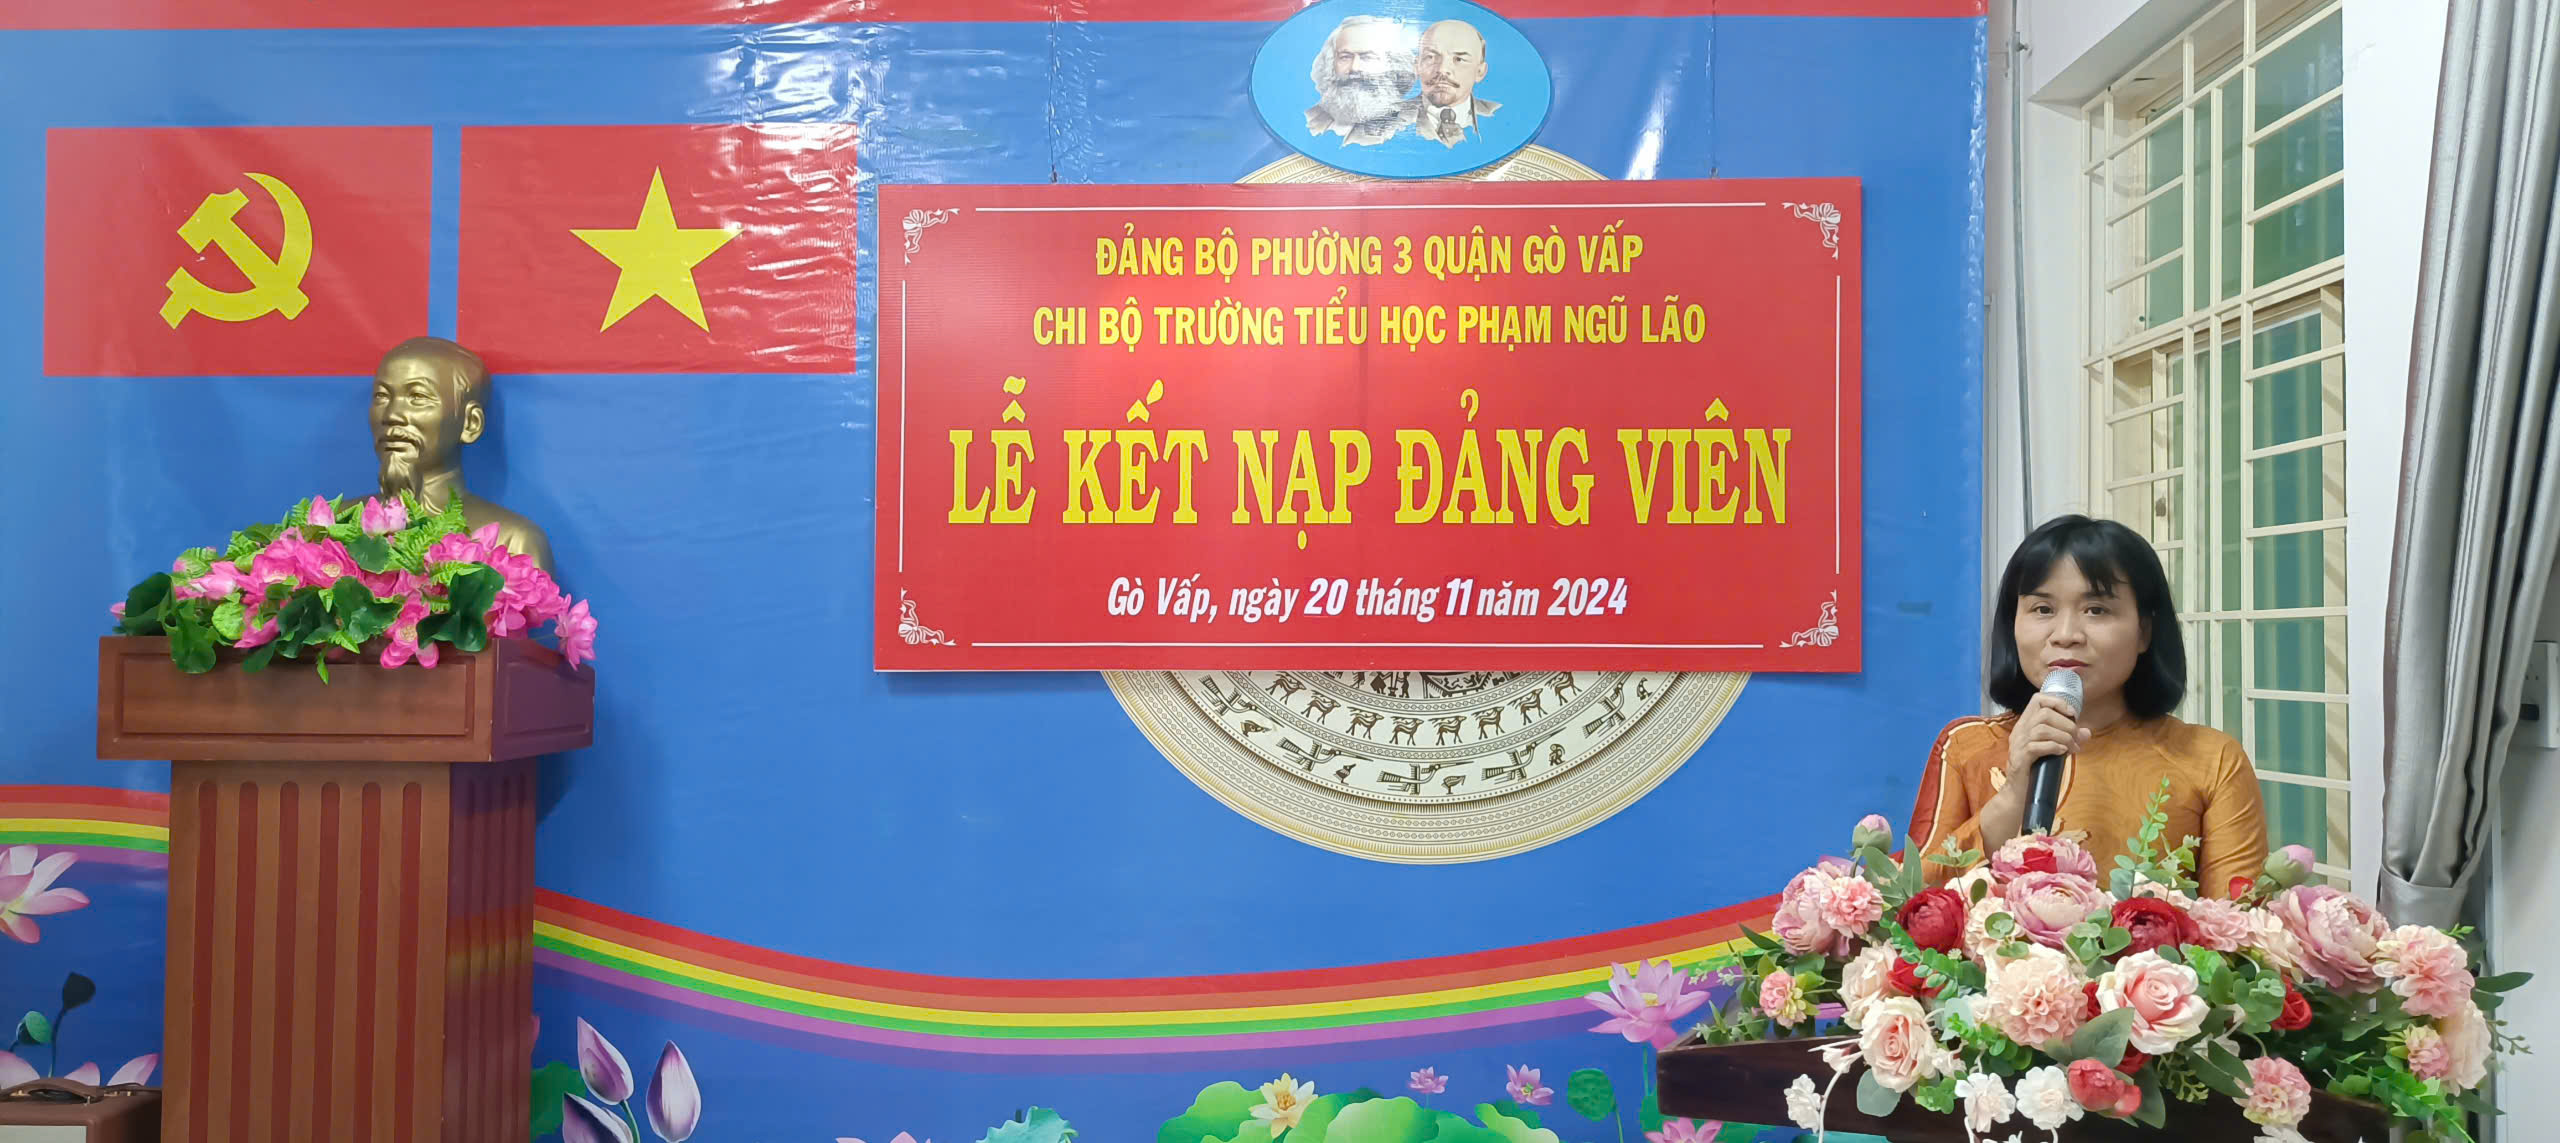 ĐẢNG BỘ PHƯỜNG 3 QUẬN GÒ VẤP
CHI BỘ TRƯỜNG TIỂU HỌC PHẠM NGŨ LÃO
LỄ KẾT NẠP ĐẢNG VIÊN
Gò Vấp, ngày 20 tháng 11 năm 2024